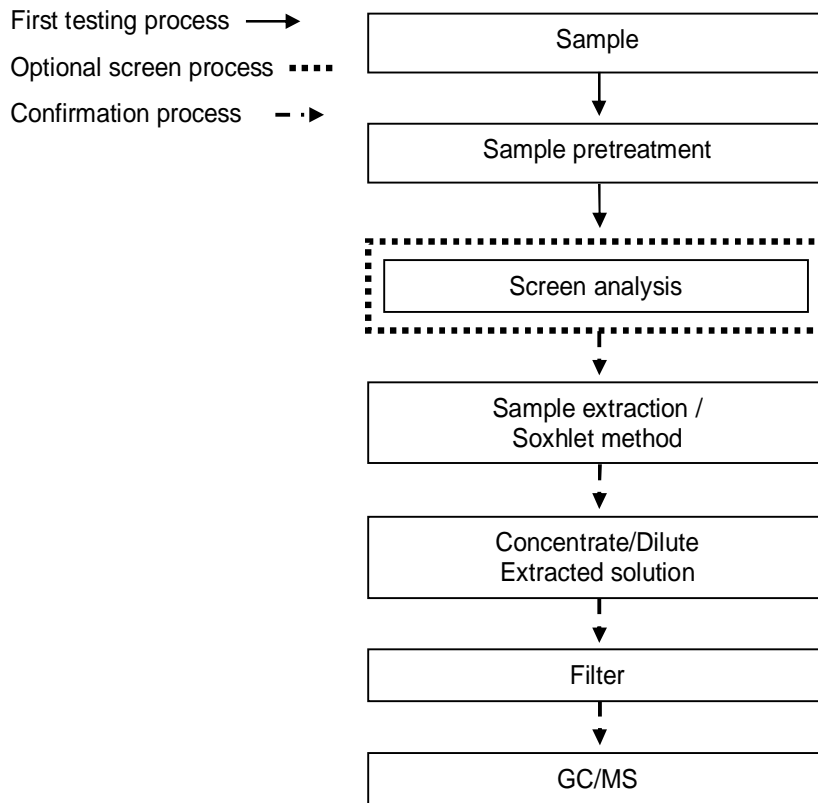 First testing process
Optional screen process
Confirmation process
Sample
Sample pretreatment
Screen analysis
Sample extraction /
Soxhlet method
Concentrate/Dilute
Extracted solution
Filter
GC/MS